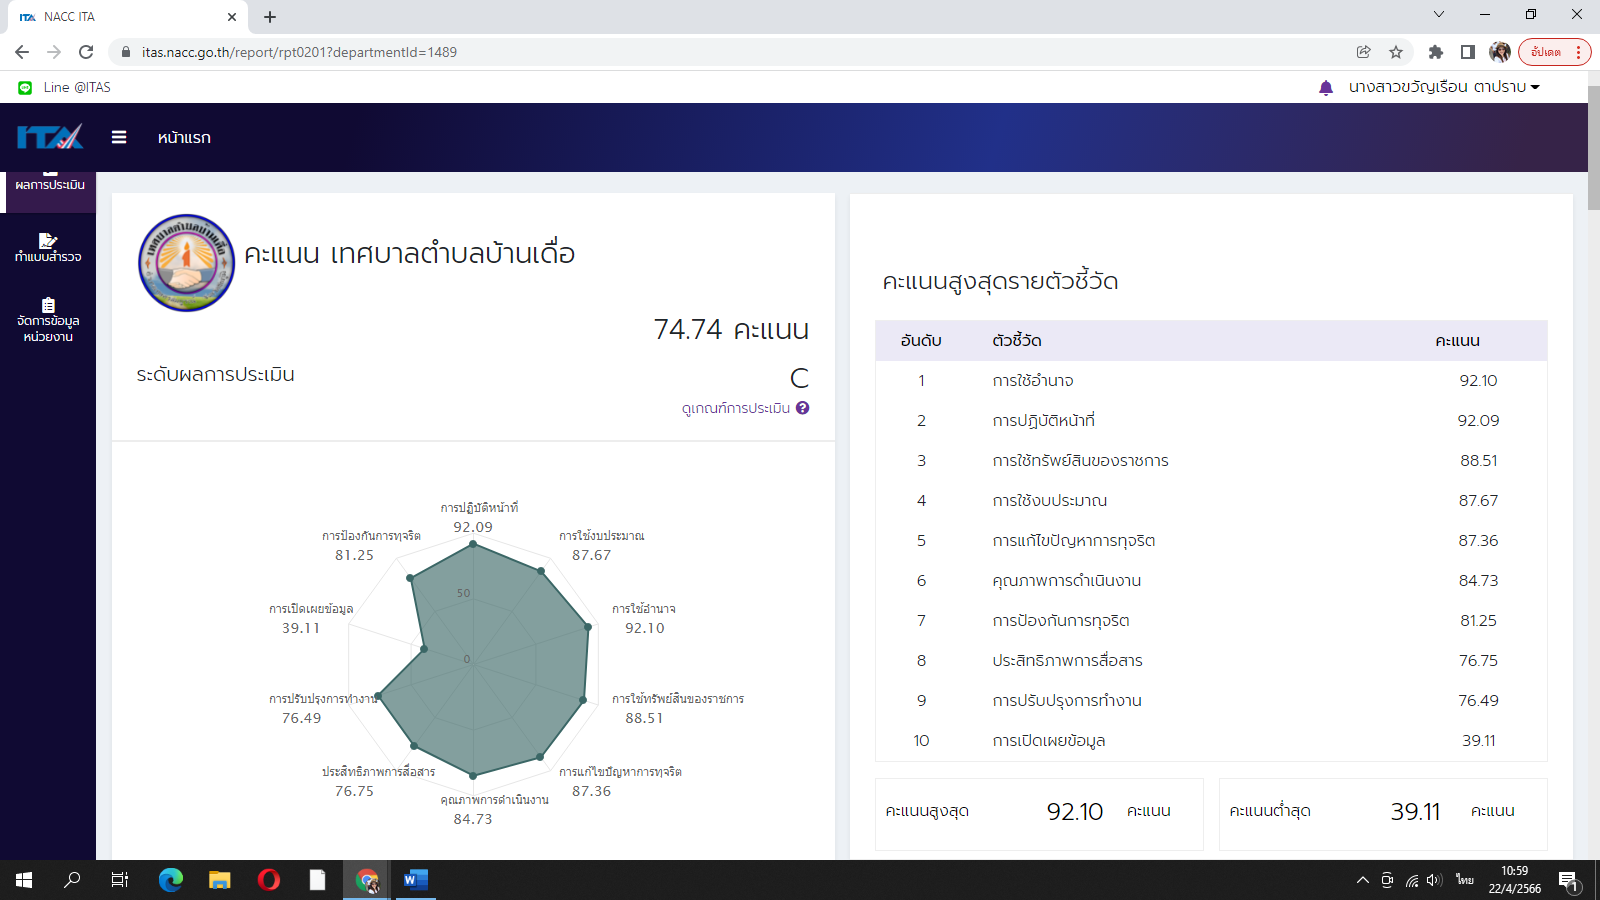 NACC ITA
itas.nacc.go.th/report/rpt0201?departmentId=1489
อัปเดต
Line @ITAS
นางสาวขวัญเรือน ตาปราบ
ITA
หน้าแรก
ผลการประเมิน
ทำแบบสำรวจ
จัดการข้อมูล
หน่วยงาน
คะแนน เทศบาลตำบลบ้านเดื่อ
74.74 คะแนน
ระดับผลการประเมิน
C
ดูเกณฑ์การประเมิน
การปฏิบัติหน้าที่
92.09
การใช้งบประมาณ
87.67
การใช้อำนาจ
92.10
การใช้ทรัพย์สินของราชการ
88.51
การแก้ไขปัญหาการทุจริต
87.36
คุณภาพการดำเนินงาน
84.73
ประสิทธิภาพการสื่อสาร
76.75
การปรับปรุงการทำงาน
76.49
การเปิดเผยข้อมูล
39.11
การป้องกันการทุจริต
81.25
50
0
คะแนนสูงสุดรายตัวชี้วัด
อันดับ ตัวชี้วัด คะแนน
1 การใช้อำนาจ 92.10
2 การปฏิบัติหน้าที่ 92.09
3 การใช้ทรัพย์สินของราชการ 88.51
4 การใช้งบประมาณ 87.67
5 การแก้ไขปัญหาการทุจริต 87.36
6 คุณภาพการดำเนินงาน 84.73
7 การป้องกันการทุจริต 81.25
8 ประสิทธิภาพการสื่อสาร 76.75
9 การปรับปรุงการทำงาน 76.49
10 การเปิดเผยข้อมูล 39.11
คะแนนสูงสุด 92.10 คะแนน
คะแนนต่ำสุด 39.11 คะแนน
ไทย
10:59
22/4/2566
1